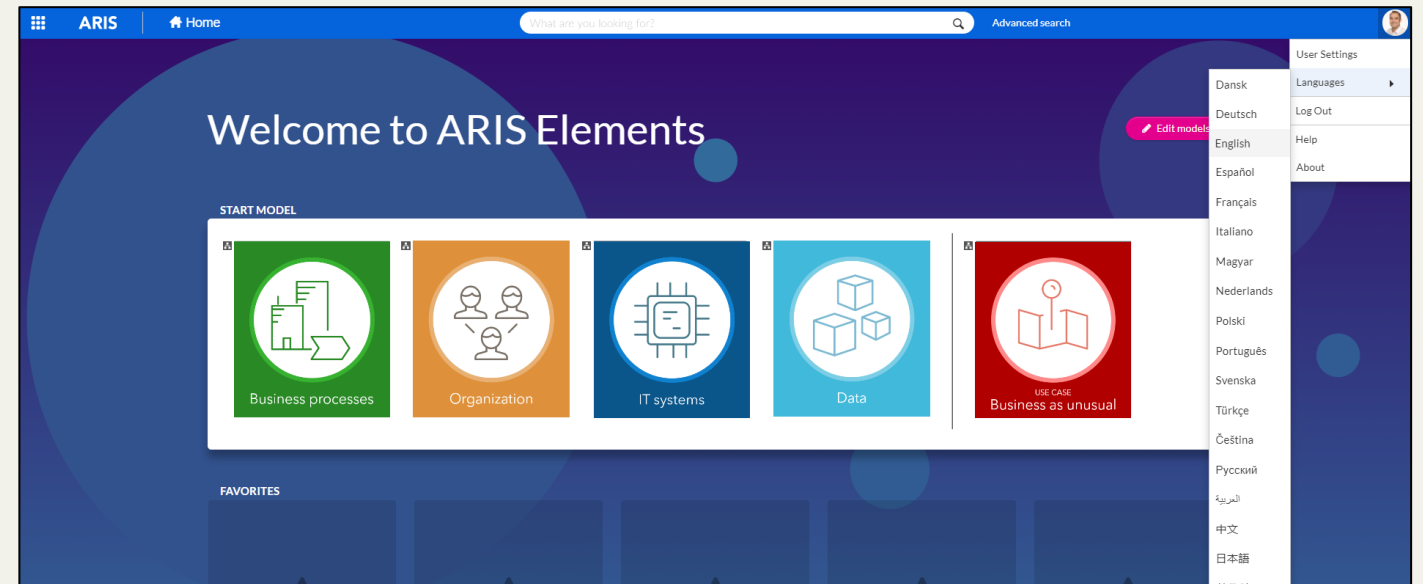 ARIS
Home
What are you looking for?
Advanced search
User Settings
Languages
Log Out
Help
About
Dansk
Deutsch
English
Español
Français
Italiano
Magyar
Nederlands
Polski
Português
Svenska
Türkçe
Čeština
Русский
العربية
中文
日本語
Welcome to ARIS Elements
Edit models
START MODEL
Business processes
Organization
IT systems
Data
USE CASE
Business as unusual
FAVORITES